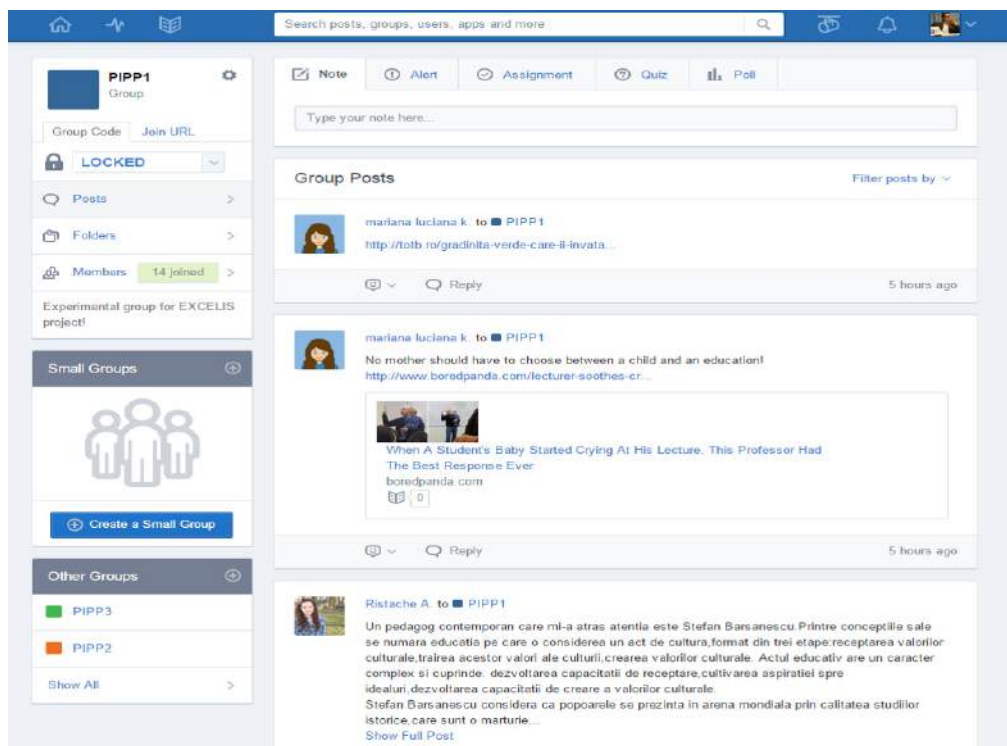 Search posts, groups, users, apps and more
PIPP1
Group
Group Code Join URL
LOCKED
Posts
Folders
Members 14 joined
Experimental group for EXCELIS
project!
Small Groups
Create a Small Group
Other Groups
PIPP3
PIPP2
Show All
Note Alert Assignment Quiz Poll
Type your note here...
Group Posts Filter posts by
mariana luciana k. to PIPP1
http://totb.ro/gradinita-verde-care-ii-invata...
Reply 5 hours ago
mariana luciana k. to PIPP1
No mother should have to choose between a child and an education!
http://www.boredpanda.com/lecturer-soothes-cr...
When A Student's Baby Started Crying At His Lecture, This Professor Had
The Best Response Ever
boredpanda.com
0
Reply 5 hours ago
Ristache A. to PIPP1
Un pedagog contemporan care mi-a atras atentia este Stefan Barsanescu.Printre conceptiile sale
se numara educatia pe care o considera un act de cultura,format din trei etape:receptarea valorilor
culturale,trairea acestor valori ale culturii,crearea valorilor culturale. Actul educativ are un caracter
complex si cuprinde: dezvoltarea capacitatii de receptare,cultivarea aspiratiei spre
idealuri,dezvoltarea capacitatii de creare a valorilor culturale.
Stefan Barsanescu considera ca popoarele se prezinta in arena mondiala prin calitatea studiilor
istorice,care sunt o marturie...
Show Full Post